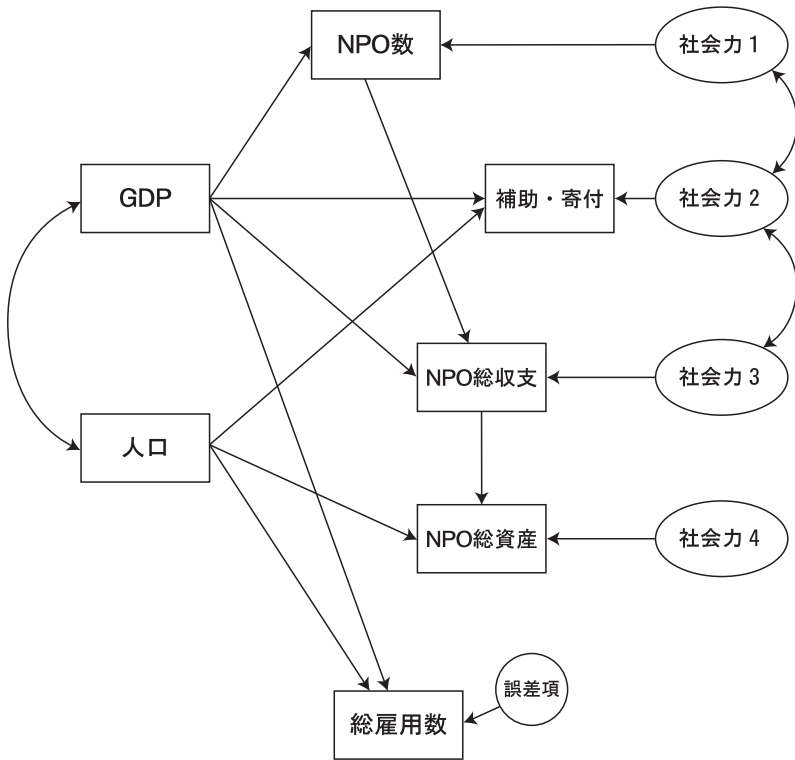 NPO数
社会力1
GDP
補助・寄付
社会力2
NPO総収支
社会力3
人口
NPO総資産
社会力4
誤差項
総雇用数